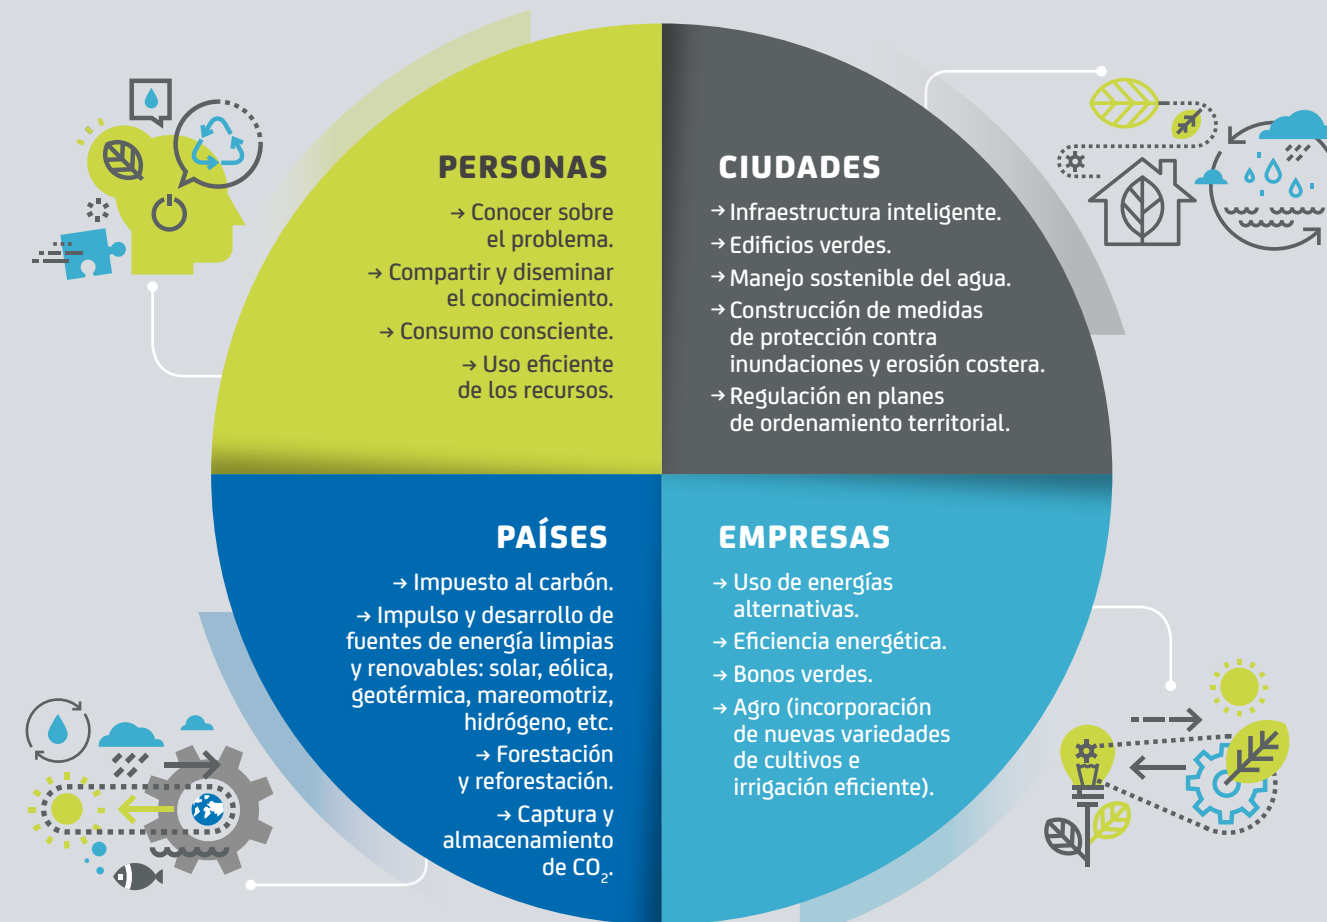 PERSONAS
→ Conocer sobre
el problema.
→ Compartir y diseminar
el conocimiento.
→ Consumo consciente.
→ Uso eficiente
de los recursos.
CIUDADES
→ Infraestructura inteligente.
→ Edificios verdes.
→ Manejo sostenible del agua.
→ Construcción de medidas
de protección contra
inundaciones y erosión costera.
→ Regulación en planes
de ordenamiento territorial.
PAÍSES
→ Impuesto al carbón.
→ Impulso y desarrollo de
fuentes de energía limpias
y renovables: solar, eólica,
geotérmica, mareomotriz,
hidrógeno, etc.
→ Forestación
y reforestación.
→ Captura y
almacenamiento
de CO₂.
EMPRESAS
→ Uso de energías
alternativas.
→ Eficiencia energética.
→ Bonos verdes.
→ Agro (incorporación
de nuevas variedades
de cultivos e
irrigación eficiente).